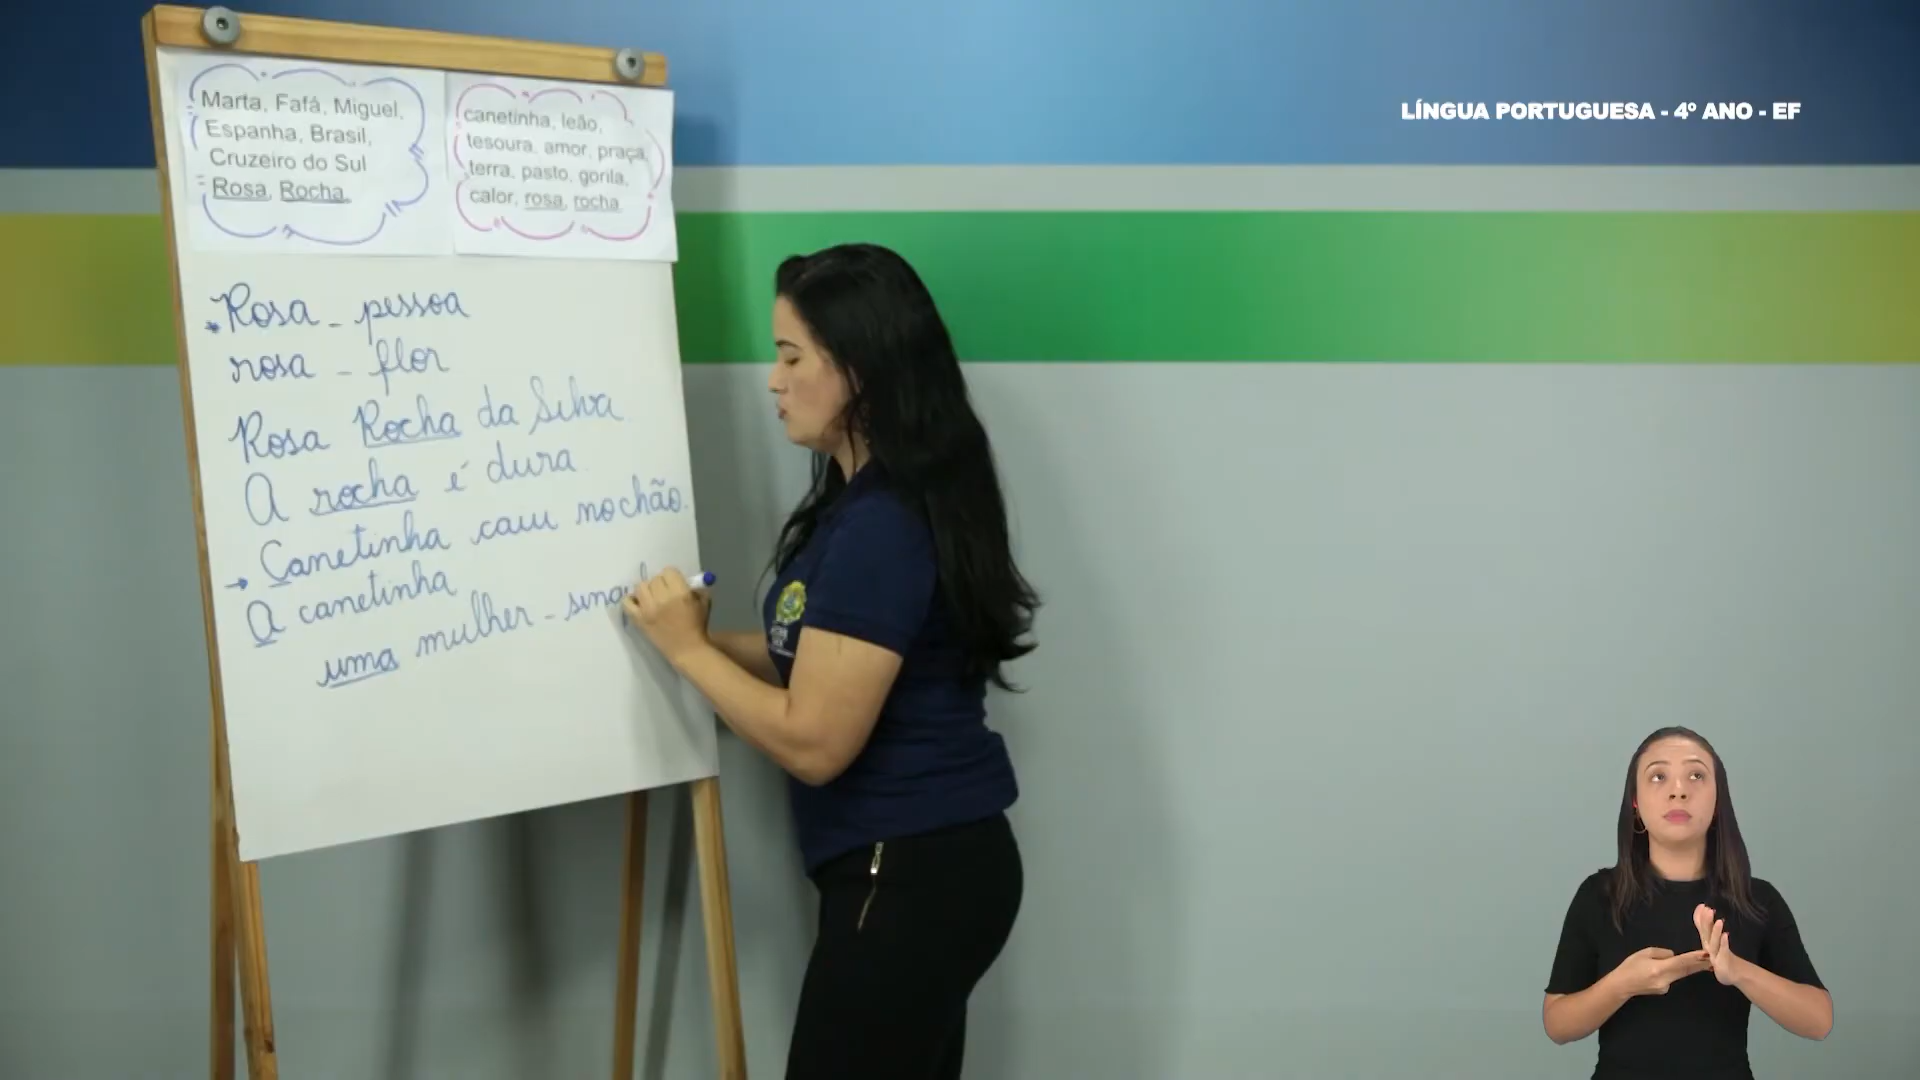 LÍNGUA PORTUGUESA - 4º ANO - EF
Marta, Fafá, Miguel,
Espanha, Brasil,
Cruzeiro do Sul
Rosa, Rocha
canetinha, leão,
tesoura, amor, praça,
terra, pasto, gorila,
calor, rosa, rocha
Rosa - pessoa
rosa - flor
Rosa Rocha da Silva
A rocha é dura.
Canetinha caiu no chão.
A canetinha
uma mulher -